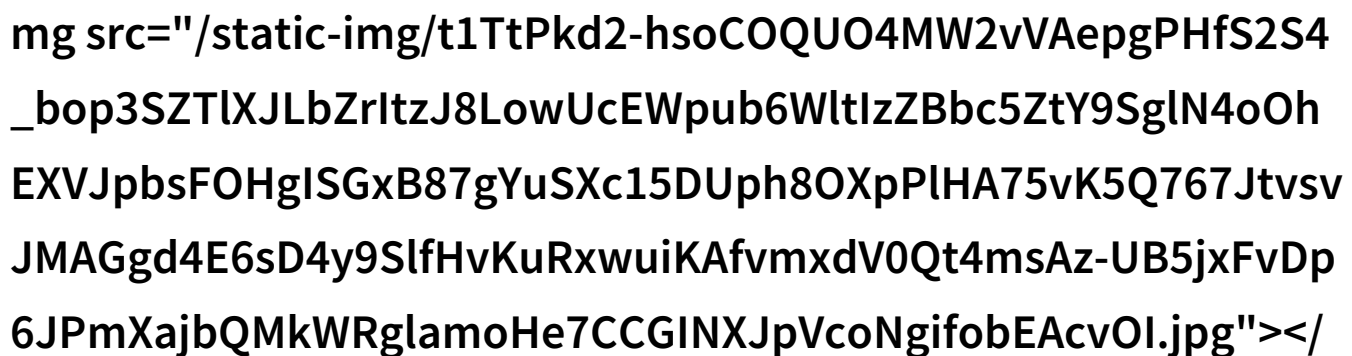 mg src="/static-img/t1TtPkd2-hsoCOQUO4MW2vVAepgPHfS2S4
_bop3SZTlXJLbZrItzJ8LowUcEWpub6WltIzZBbc5ZtY9SglN4oOh
EXVJpbsFOHgISGxB87gYuSXc15DUph8OXpPlHA75vK5Q767Jtvsv
JMAGgd4E6sD4y9SlfHvKuRxwuiKAfvmxdV0Qt4msAz-UB5jxFvDp
6JPmXajbQMkWRglamoHe7CCGINXJpVcoNgifobEAcvOI.jpg"></